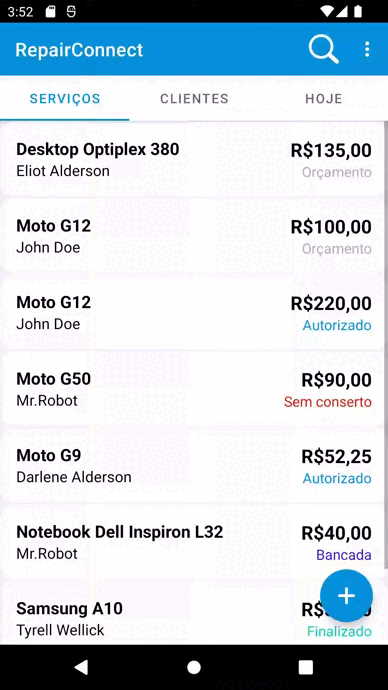 3:52
RepairConnect
SERVIÇOS CLIENTES HOJE
Desktop Optiplex 380 R$135,00
Eliot Alderson Orçamento
Moto G12 R$100,00
John Doe Orçamento
Moto G12 R$220,00
John Doe Autorizado
Moto G50 R$90,00
Mr.Robot Sem conserto
Moto G9 R$52,25
Darlene Alderson Autorizado
Notebook Dell Inspiron L32 R$40,00
Mr.Robot Bancada
Samsung A10
Tyrell Wellick Finalizado